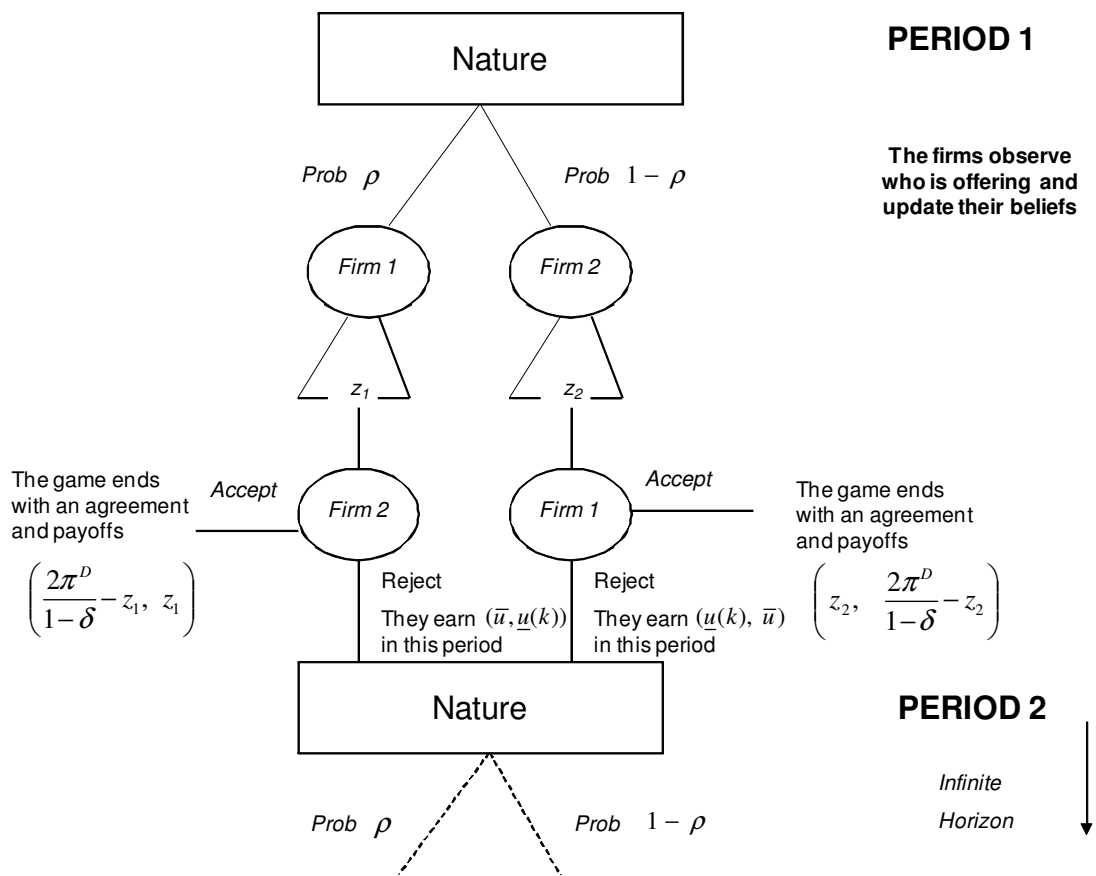 Nature
PERIOD 1
Prob ρ
Prob 1 − ρ
The firms observe
who is offering and
update their beliefs
Firm 1
Firm 2
z₁
z₂
The game ends
with an agreement
and payoffs
Accept
Firm 2
Firm 1
Accept
The game ends
with an agreement
and payoffs
(2π^D / (1−δ) − z₁, z₁)
Reject
They earn (u̅, u̲(k))
in this period
Reject
They earn (u̲(k), u̅)
in this period
(z₂, 2π^D / (1−δ) − z₂)
Nature
PERIOD 2
Infinite
Horizon
Prob ρ
Prob 1 − ρ